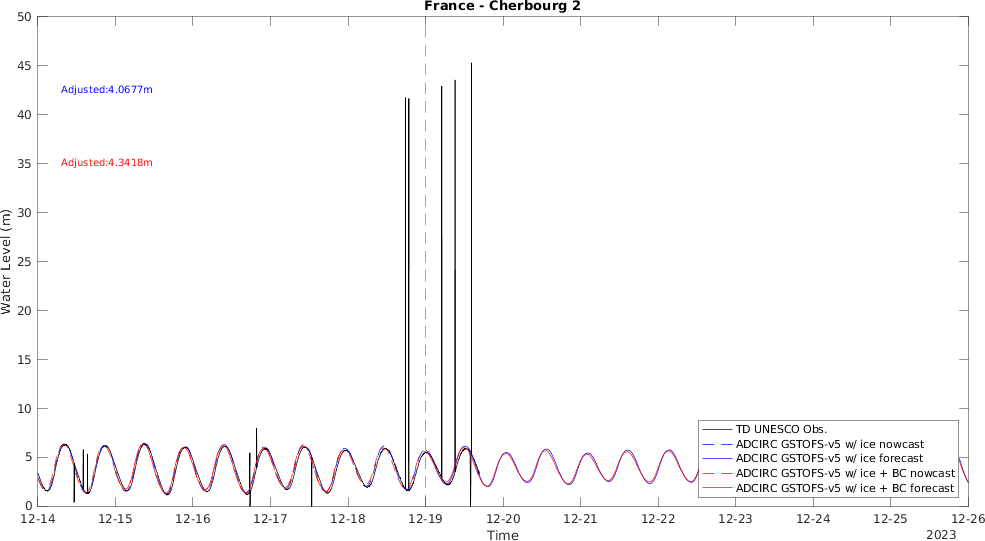 France - Cherbourg 2
50
45
40
35
30
25
20
15
10
5
0
Water Level (m)
Adjusted:4.0677m
Adjusted:4.3418m
TD UNESCO Obs.
ADCIRC GSTOFS-v5 w/ ice nowcast
ADCIRC GSTOFS-v5 w/ ice forecast
ADCIRC GSTOFS-v5 w/ ice + BC nowcast
ADCIRC GSTOFS-v5 w/ ice + BC forecast
12-14 12-15 12-16 12-17 12-18 12-19 12-20 12-21 12-22 12-23 12-24 12-25 12-26
Time
2023